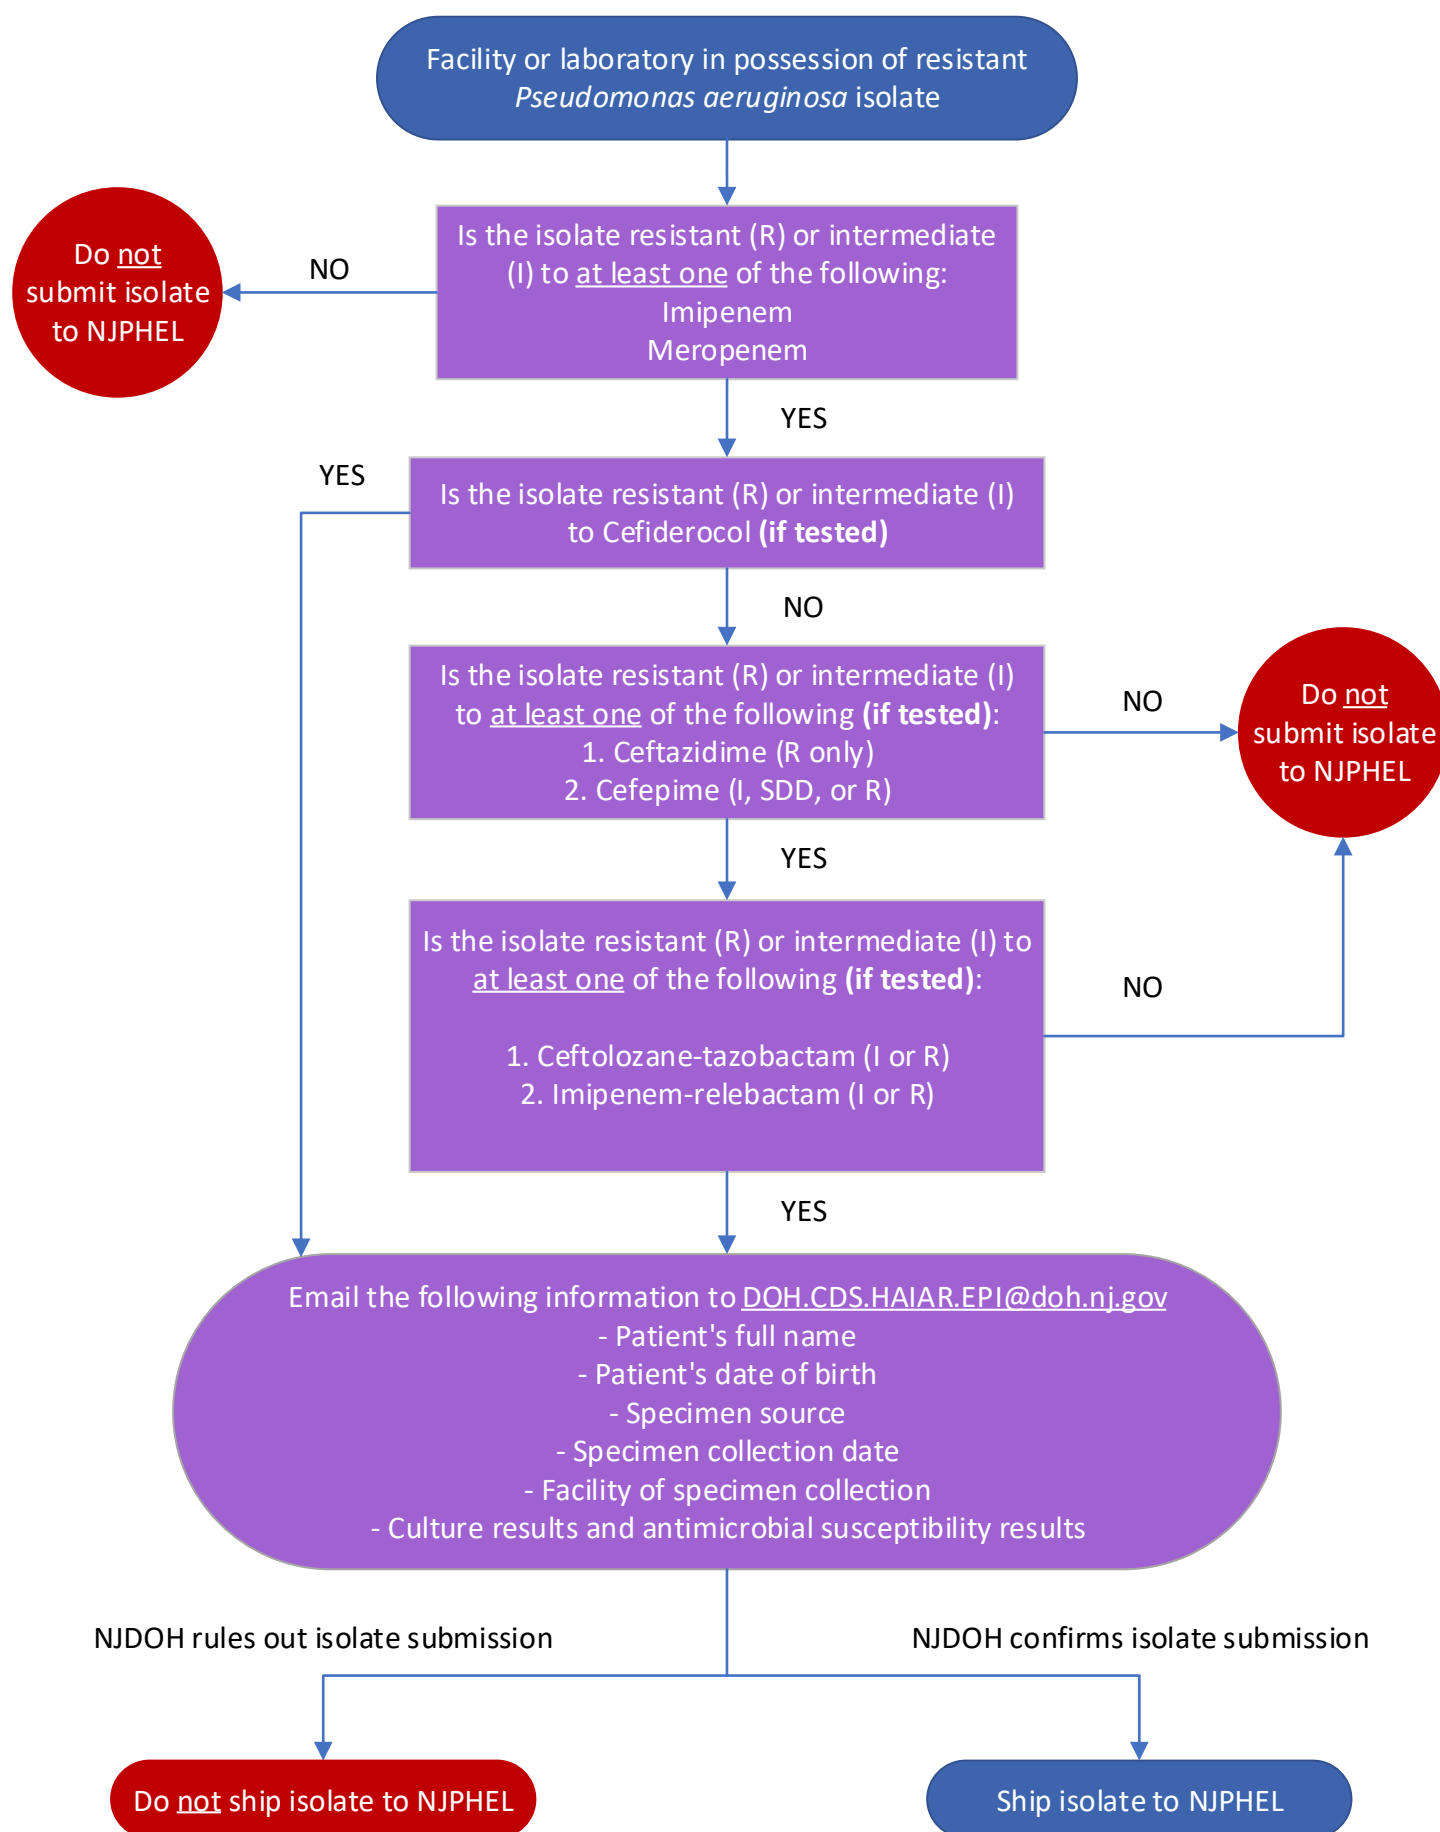 Facility or laboratory in possession of resistant
Pseudomonas aeruginosa isolate
Do not
submit isolate
to NJPHEL
NO
Is the isolate resistant (R) or intermediate
(I) to at least one of the following:
Imipenem
Meropenem
YES
YES
Is the isolate resistant (R) or intermediate (I)
to Cefiderocol (if tested)
NO
Is the isolate resistant (R) or intermediate (I)
to at least one of the following (if tested):
1. Ceftazidime (R only)
2. Cefepime (I, SDD, or R)
NO
Do not
submit isolate
to NJPHEL
YES
Is the isolate resistant (R) or intermediate (I) to
at least one of the following (if tested):
1. Ceftolozane-tazobactam (I or R)
2. Imipenem-relebactam (I or R)
NO
YES
Email the following information to DOH.CDS.HAIAR.EPI@doh.nj.gov
- Patient's full name
- Patient's date of birth
- Specimen source
- Specimen collection date
- Facility of specimen collection
- Culture results and antimicrobial susceptibility results
NJDOH rules out isolate submission
NJDOH confirms isolate submission
Do not ship isolate to NJPHEL
Ship isolate to NJPHEL